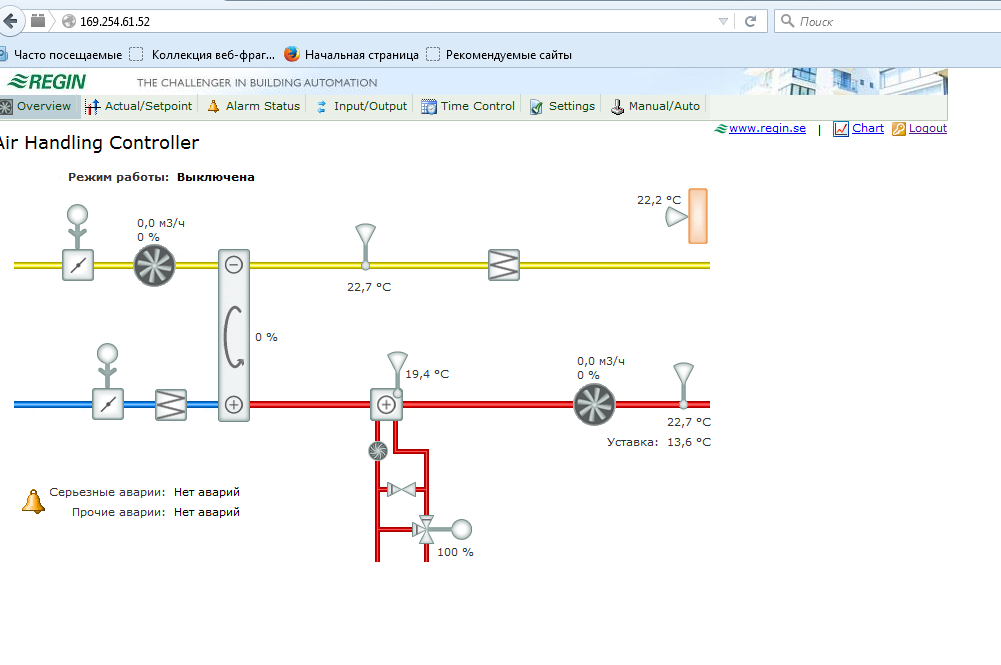 169.254.61.52
Поиск
Часто посещаемые Коллекция веб-фраг... Начальная страница Рекомендуемые сайты
REGIN THE CHALLENGER IN BUILDING AUTOMATION
Overview Actual/Setpoint Alarm Status Input/Output Time Control Settings Manual/Auto
www.regin.se | Chart Logout
Air Handling Controller
Режим работы: Выключена
22,2 °C
0,0 м3/ч
0 %
22,7 °C
0 %
0,0 м3/ч
0 %
19,4 °C
22,7 °C
Уставка: 13,6 °C
Серьезные аварии: Нет аварий
Прочие аварии: Нет аварий
100 %